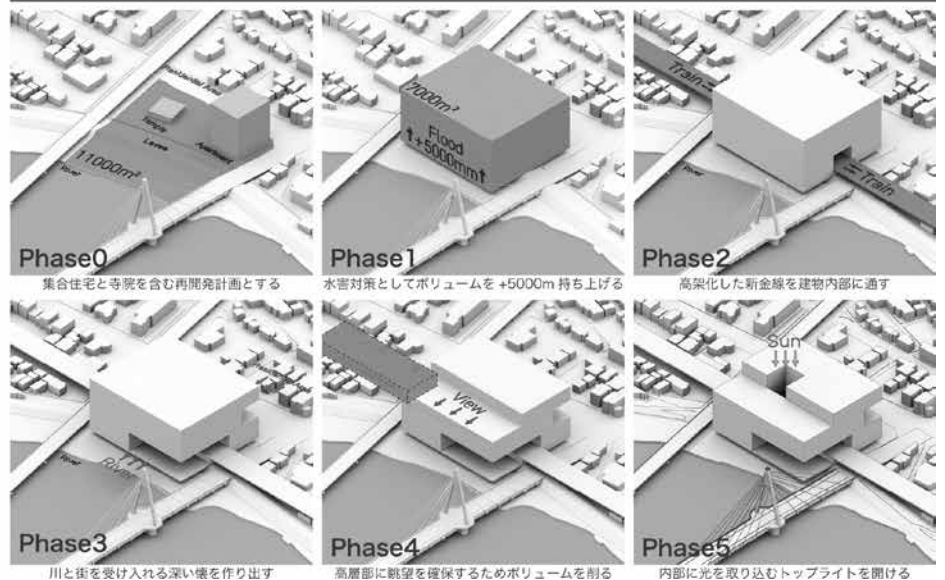 Residential Area
Temple
Levee
Apartment
11000m²
River
Phase0
集合住宅と寺院を含む再開発計画とする
7000m²
Flood
↑+5000mm↑
River
Phase1
水害対策としてボリュームを +5000m 持ち上げる
Train
River
Train
Phase2
高架化した新金線を建物内部に通す
River
River
Phase3
川と街を受け入れる深い懐を作り出す
View
River
Phase4
高層部に眺望を確保するためボリュームを削る
Sun
Phase5
内部に光を取り込むトップライトを開ける